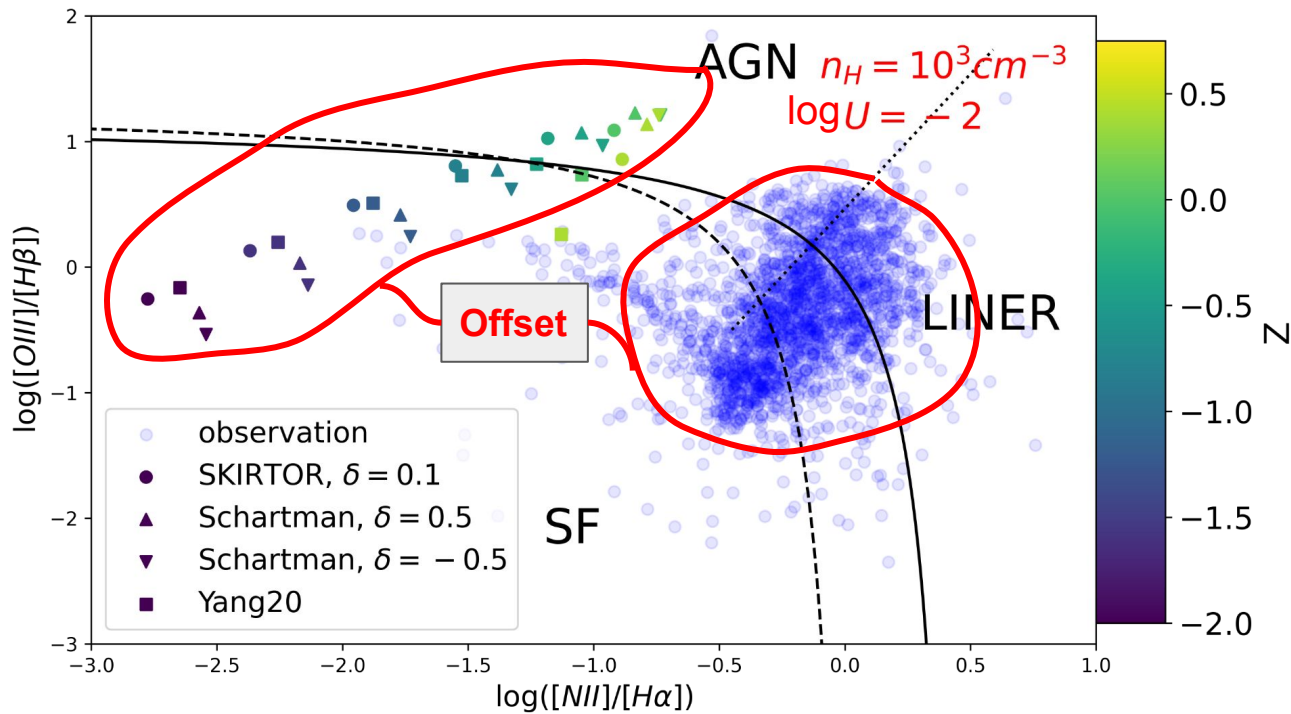 2
1
0
−1
−2
−3
−3.0
−2.5
−2.0
−1.5
−1.0
−0.5
0.0
0.5
1.0
log([OIII]/[Hβ])
log([NII]/[Hα])
AGN
n_H = 10^3cm^−3
logU = −2
LINER
SF
Offset
observation
SKIRTOR, δ = 0.1
Schartman, δ = 0.5
Schartman, δ = −0.5
Yang20
0.5
0.0
−0.5
−1.0
−1.5
−2.0
Z